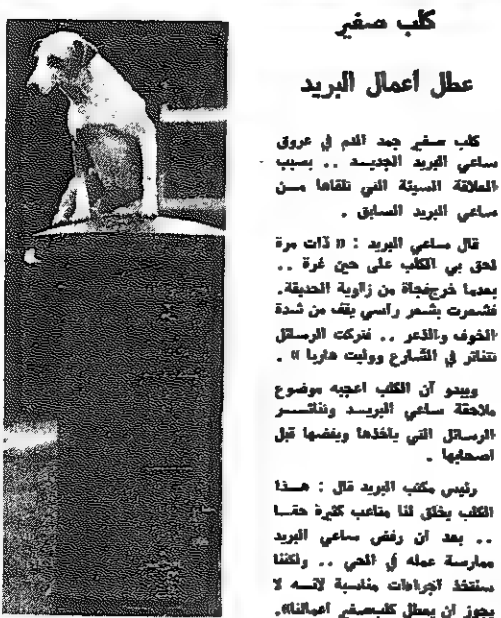 كلب صغير
عطل أعمال البريد
كلب صغير جمد الدم في عروق
ساعي البريد الجديد .. بسبب
العلاقة السيئة التي تلقاها من
ساعي البريد السابق .
قال ساعي البريد : « ذات مرة
لحق بي الكلب على حين غرة ..
بعدما خرج فجأة من زاوية الحديقة.
فشعرت بشعر رأسي يقف من شدة
الخوف والذعر .. فتركت الرسائل
تتناثر في الشارع ووليت هاربا » .
ويبدو أن الكلب اعجبه موضوع
ملاحقة ساعي البريد وتناثر
الرسائل التي يأخذها ويفضها قبل
اصحابها .
رئيس مكتب البريد قال : هذا
الكلب يخلق لنا متاعب كثيرة حقا
.. بعد ان رفض ساعي البريد
ممارسة عمله في الحي .. ولكننا
سنتخذ اجراءات مناسبة لانه لا
يجوز ان يعطل كلب صغير اعمالنا».